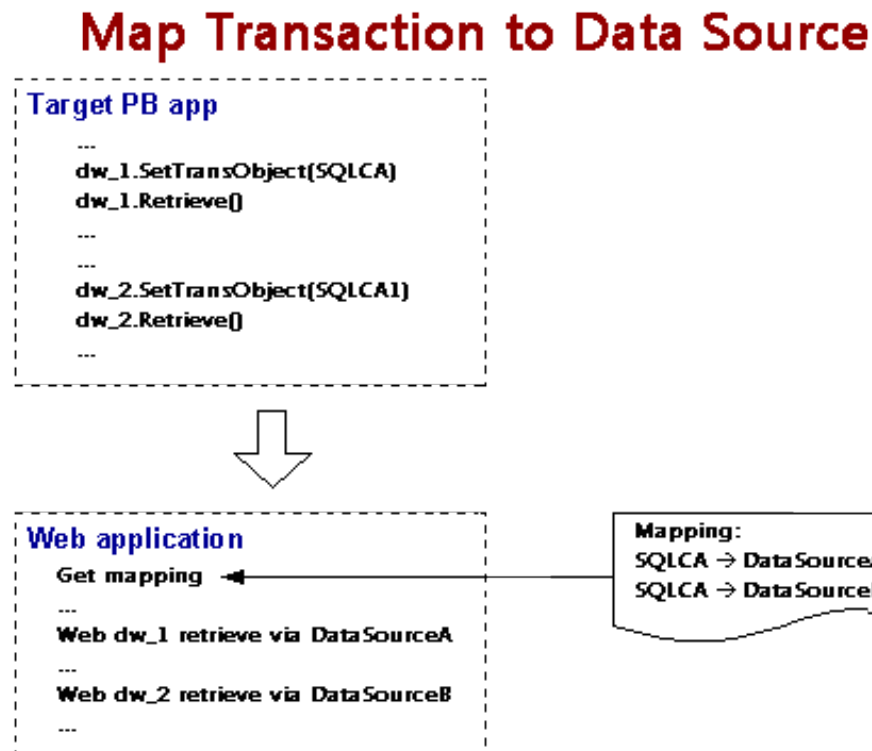 Map Transaction to Data Source
Target PB app
...
dw_1.SetTransObject(SQLCA)
dw_1.Retrieve()
...
...
dw_2.SetTransObject(SQLCA1)
dw_2.Retrieve()
...
Web application
Get mapping
...
Web dw_1 retrieve via DataSourceA
...
Web dw_2 retrieve via DataSourceB
...
Mapping:
SQLCA → DataSource
SQLCA → DataSource